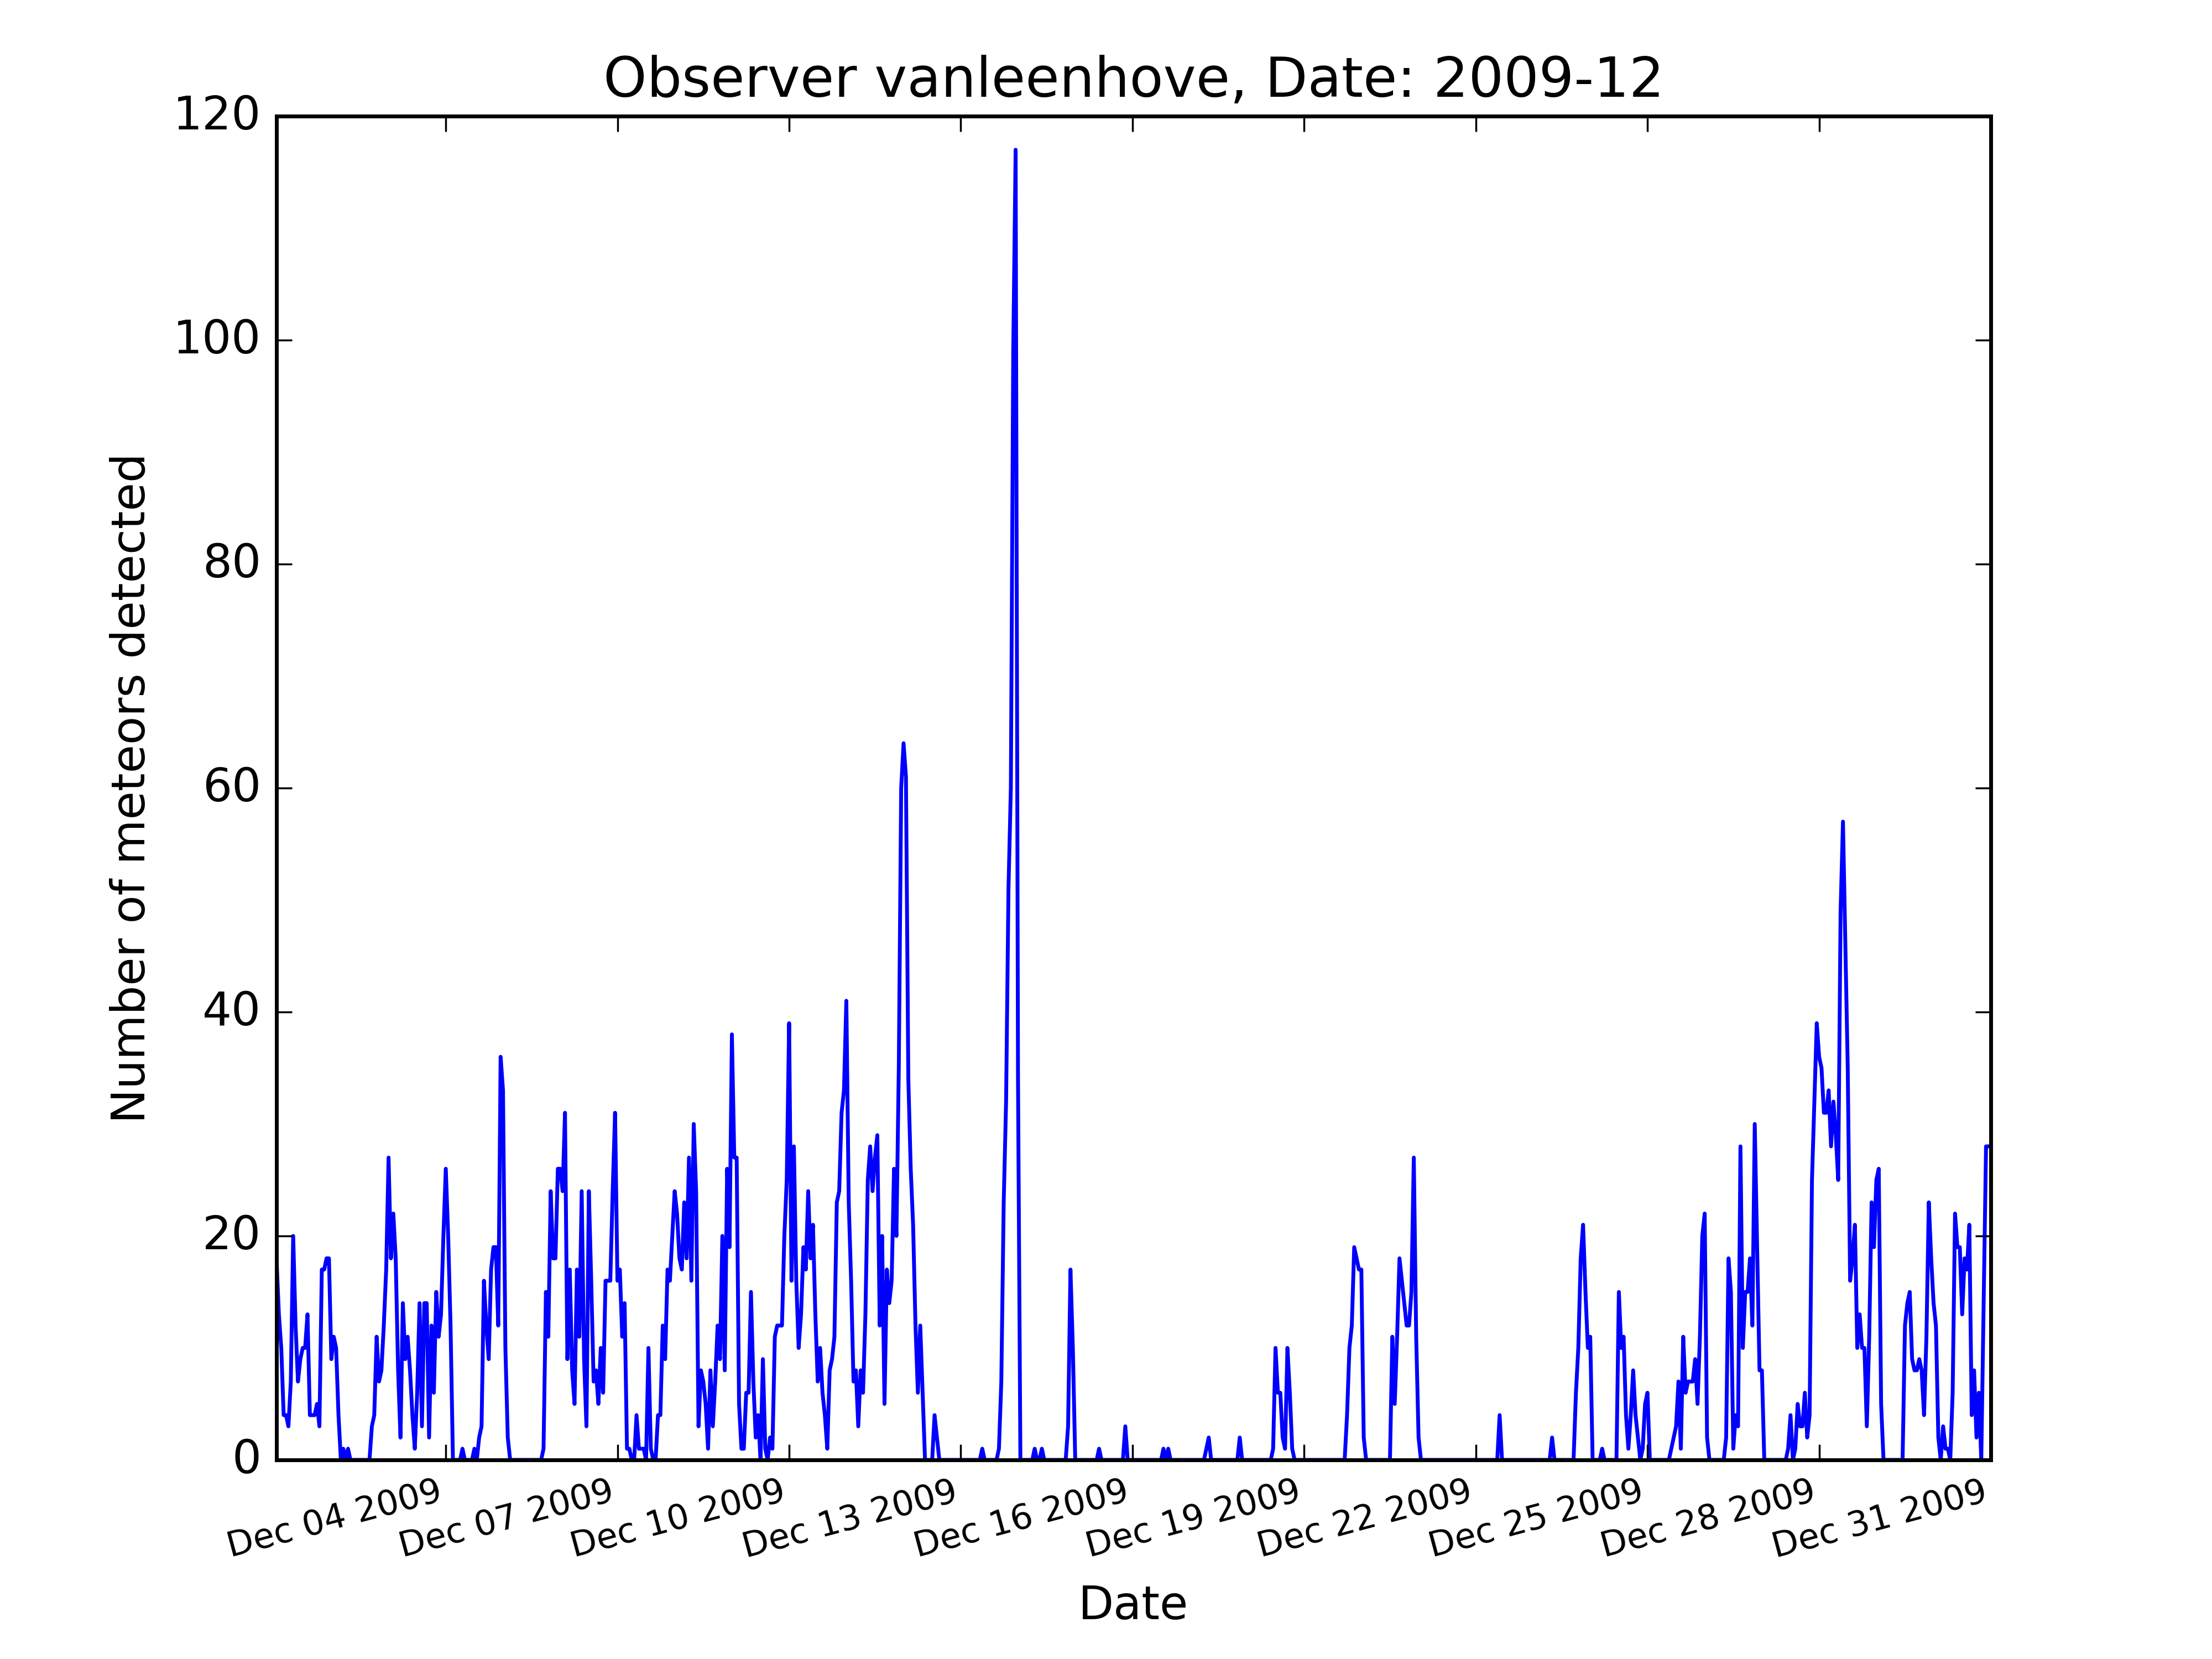 Observer vanleenhove, Date: 2009-12
120
100
80
60
40
20
0
Number of meteors detected
Dec 04 2009
Dec 07 2009
Dec 10 2009
Dec 13 2009
Dec 16 2009
Dec 19 2009
Dec 22 2009
Dec 25 2009
Dec 28 2009
Dec 31 2009
Date